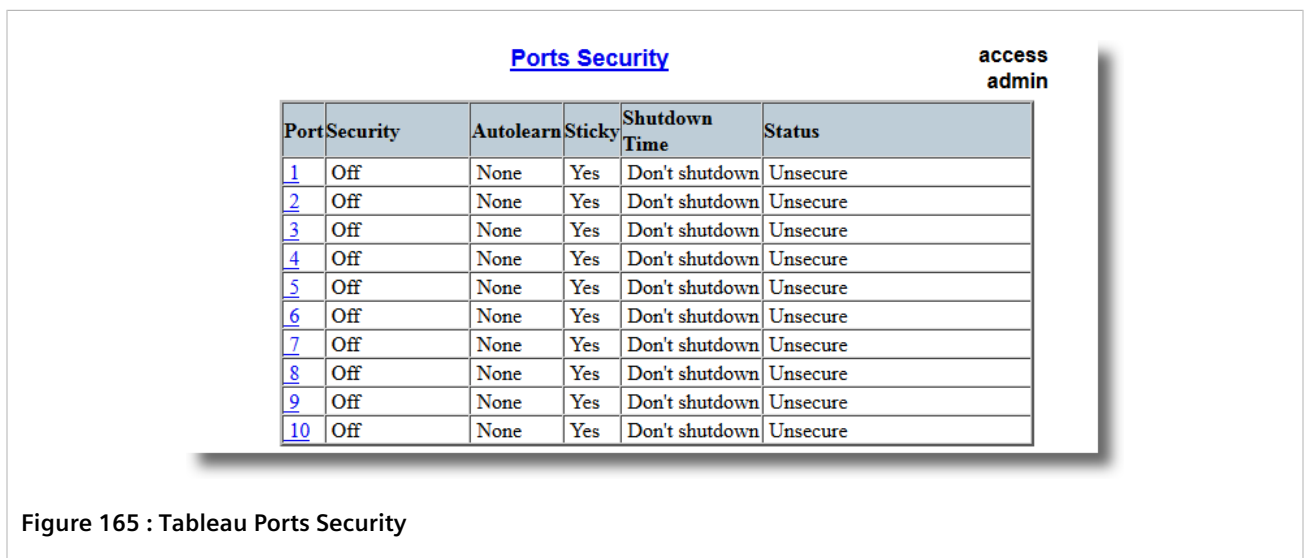 Ports Security
access
admin
Port Security Autolearn Sticky Shutdown Time Status
1 Off None Yes Don't shutdown Unsecure
2 Off None Yes Don't shutdown Unsecure
3 Off None Yes Don't shutdown Unsecure
4 Off None Yes Don't shutdown Unsecure
5 Off None Yes Don't shutdown Unsecure
6 Off None Yes Don't shutdown Unsecure
7 Off None Yes Don't shutdown Unsecure
8 Off None Yes Don't shutdown Unsecure
9 Off None Yes Don't shutdown Unsecure
10 Off None Yes Don't shutdown Unsecure
Figure 165 : Tableau Ports Security